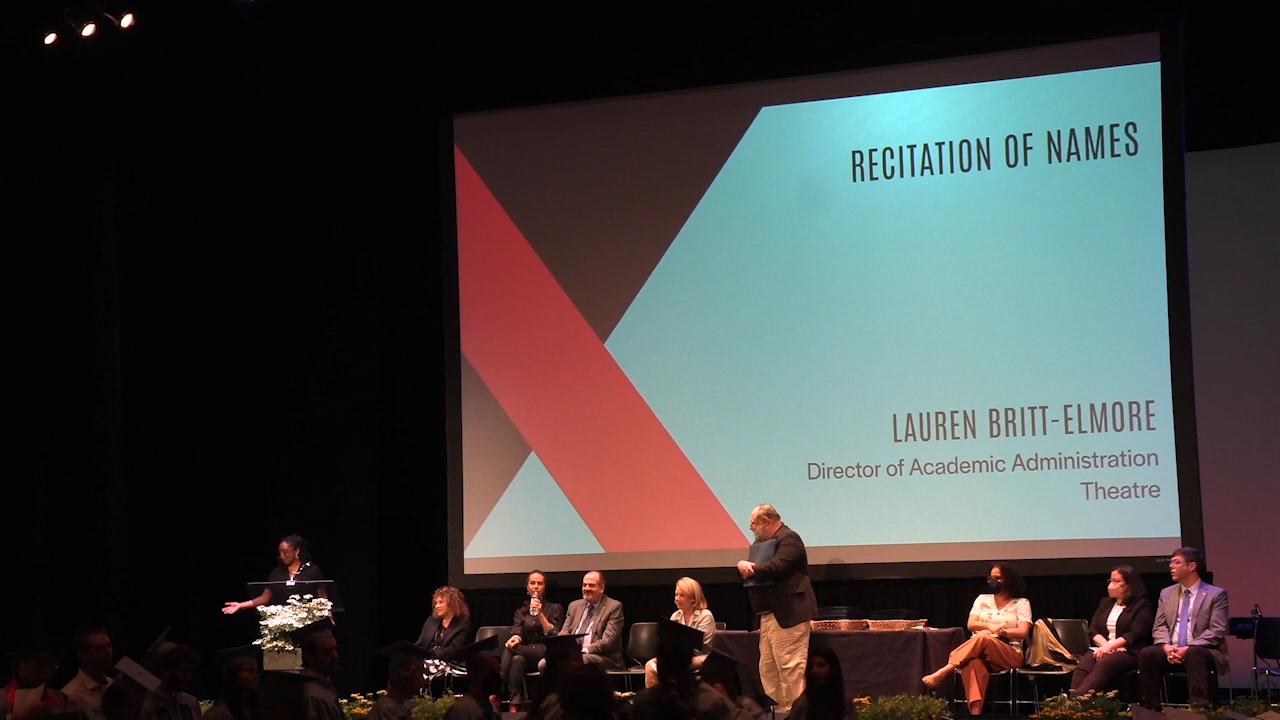 RECITATION OF NAMES
LAUREN BRITT-ELMORE
Director of Academic Administration
Theatre